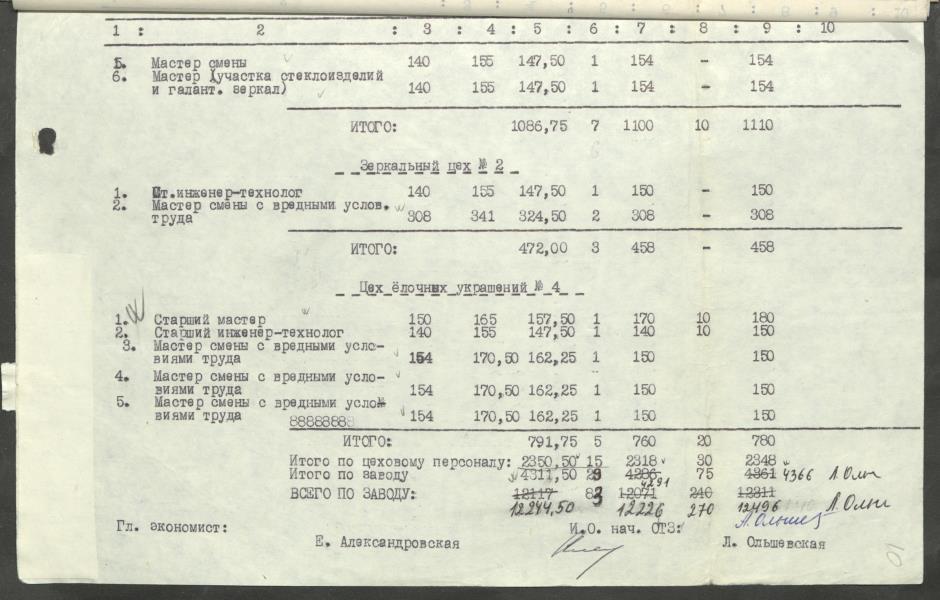 1 : 2 : 3 : 4 : 5 : 6 : 7 : 8 : 9 : 10
5. Мастер смены 140 155 147,50 1 154 - 154
6. Мастер (участка стеклоизделий
и галант. зеркал) 140 155 147,50 1 154 - 154
ИТОГО: 1086,75 7 1100 10 1110
Зеркальный цех № 2
1. Ст.инженер-технолог 140 155 147,50 1 150 - 150
2. Мастер смены с вредными услов.
труда 308 341 324,50 2 308 - 308
ИТОГО: 472,00 3 458 - 458
Цех ёлочных украшений № 4
1. Старший мастер 150 165 157,50 1 170 10 180
2. Старший инженер-технолог 140 155 147,50 1 140 10 150
3. Мастер смены с вредными усло-
виями труда 154 170,50 162,25 1 150 150
4. Мастер смены с вредными усло-
виями труда 154 170,50 162,25 1 150 150
5. Мастер смены с вредными усло-
виями труда 154 170,50 162,25 1 150 150
88888888
ИТОГО: 791,75 5 760 20 780
Итого по цеховому персоналу: 2350,50 15 2318 30 2348
Итого по заводу 4311,50 29 4286 75 4361 4366
4291
ВСЕГО ПО ЗАВОДУ: 12117 83 12071 240 12311
12244,50 12226 270 12496
Гл. экономист: И.О. нач. ОТЗ:
Е. Александровская Л. Ольшевская
10